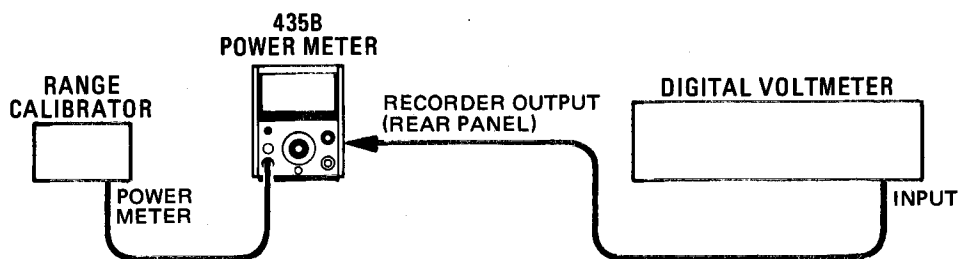 435B
POWER METER
RANGE
CALIBRATOR
POWER
METER
RECORDER OUTPUT
(REAR PANEL)
DIGITAL VOLTMETER
INPUT